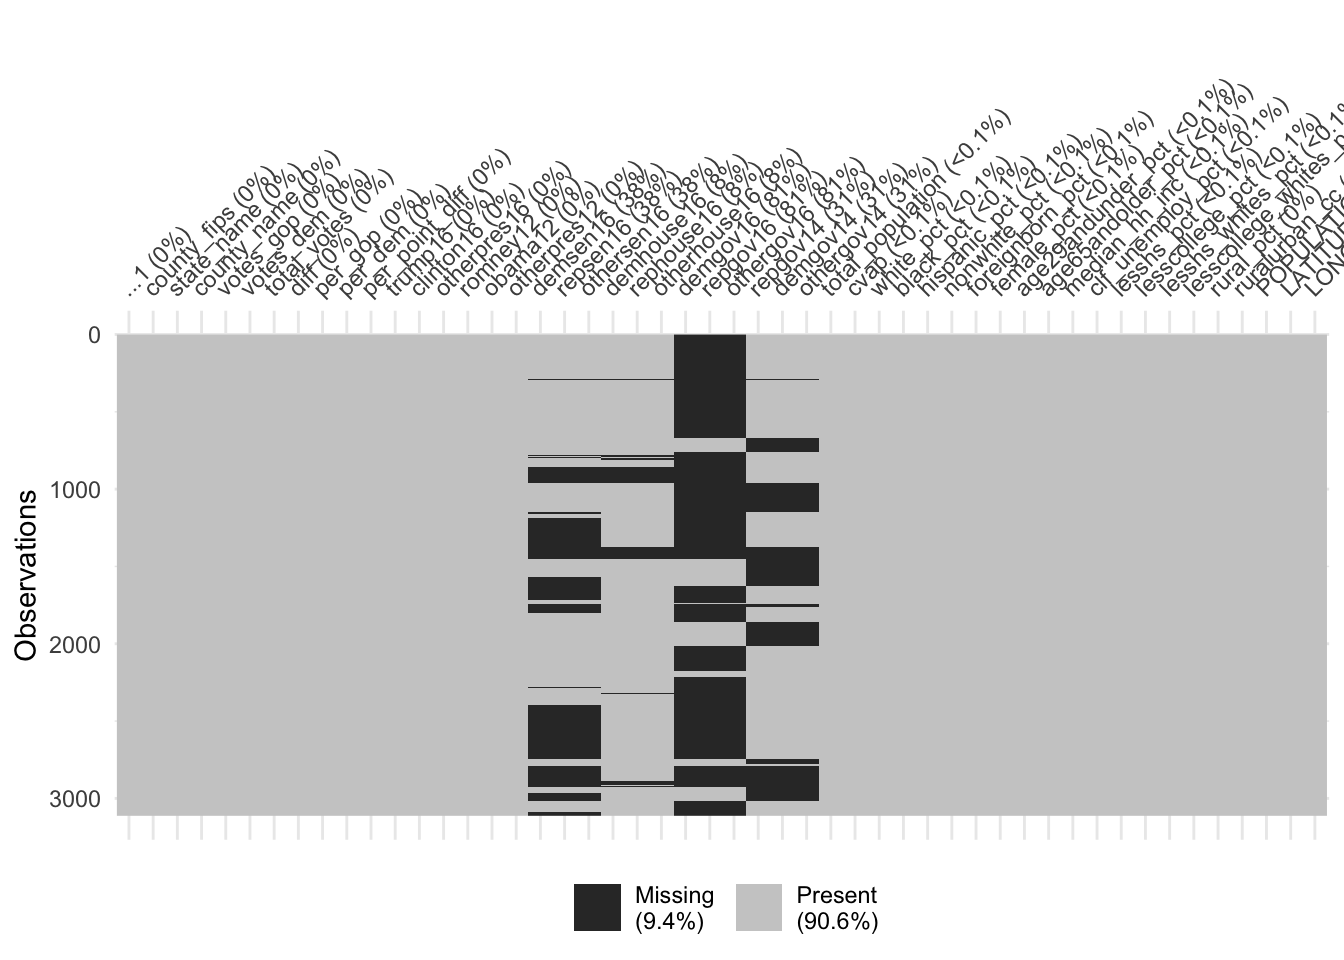 ...1 (0%)
county_fips (0%)
state_name (0%)
county_name (0%)
votes_gop (0%)
votes_dem (0%)
total_votes (0%)
diff (0%)
per_gop (0%)
per_dem (0%)
per_point_diff (0%)
trump16 (0%)
clinton16 (0%)
otherpres16 (0%)
romney12 (0%)
obama12 (0%)
otherpres12 (0%)
demsen16 (38%)
repsen16 (38%)
othersen16 (38%)
demhouse16 (8%)
rephouse16 (8%)
otherhouse16 (8%)
demgov16 (81%)
repgov16 (81%)
othergov16 (81%)
repgov14 (31%)
demgov14 (31%)
othergov14 (31%)
total_population (<0.1%)
cvap (<0.1%)
white_pct (<0.1%)
black_pct (<0.1%)
hispanic_pct (<0.1%)
nonwhite_pct (<0.1%)
foreignborn_pct (<0.1%)
female_pct (<0.1%)
age29andunder_pct (<0.1%)
age65andolder_pct (<0.1%)
median_hh_inc (<0.1%)
clf_unemploy_pct (<0.1%)
lesshs_pct (<0.1%)
lesscollege_pct (<0.1%)
lesshs_whites_pct (<0.1%
lesscollege_whites_p
rural_pct
ruralurban_cc
0
1000
2000
3000
Observations
Missing
(9.4%)
Present
(90.6%)